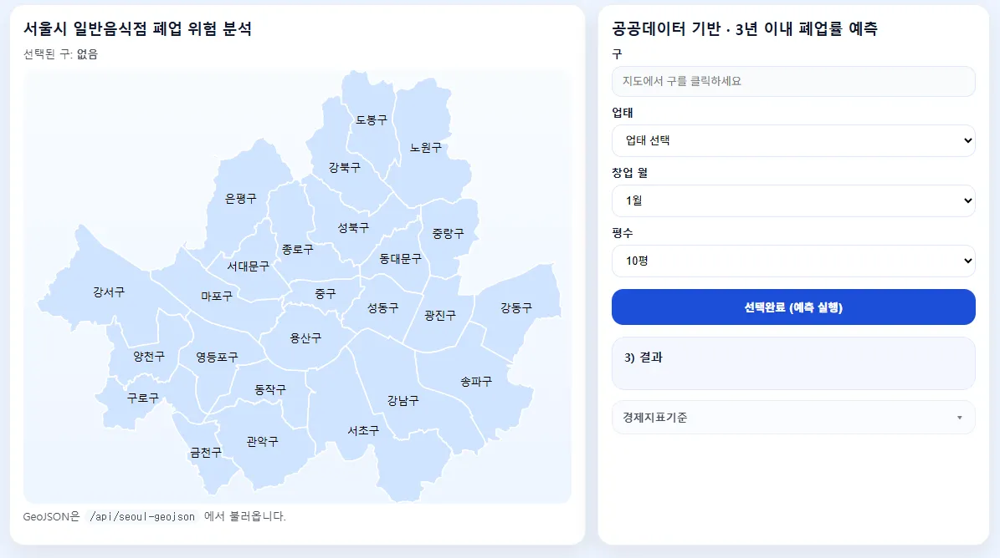 서울시 일반음식점 폐업 위험 분석
선택된 구: 없음
도봉구
노원구
강북구
은평구
성북구
중랑구
종로구
동대문구
서대문구
강서구
마포구
중구
성동구
광진구
강동구
용산구
양천구
영등포구
송파구
동작구
구로구
강남구
서초구
관악구
금천구
GeoJSON은 /api/seoul-geojson 에서 불러옵니다.
공공데이터 기반 · 3년 이내 폐업률 예측
구
지도에서 구를 클릭하세요
업태
업태 선택
창업 월
1월
평수
10평
선택완료 (예측 실행)
3) 결과
경제지표기준